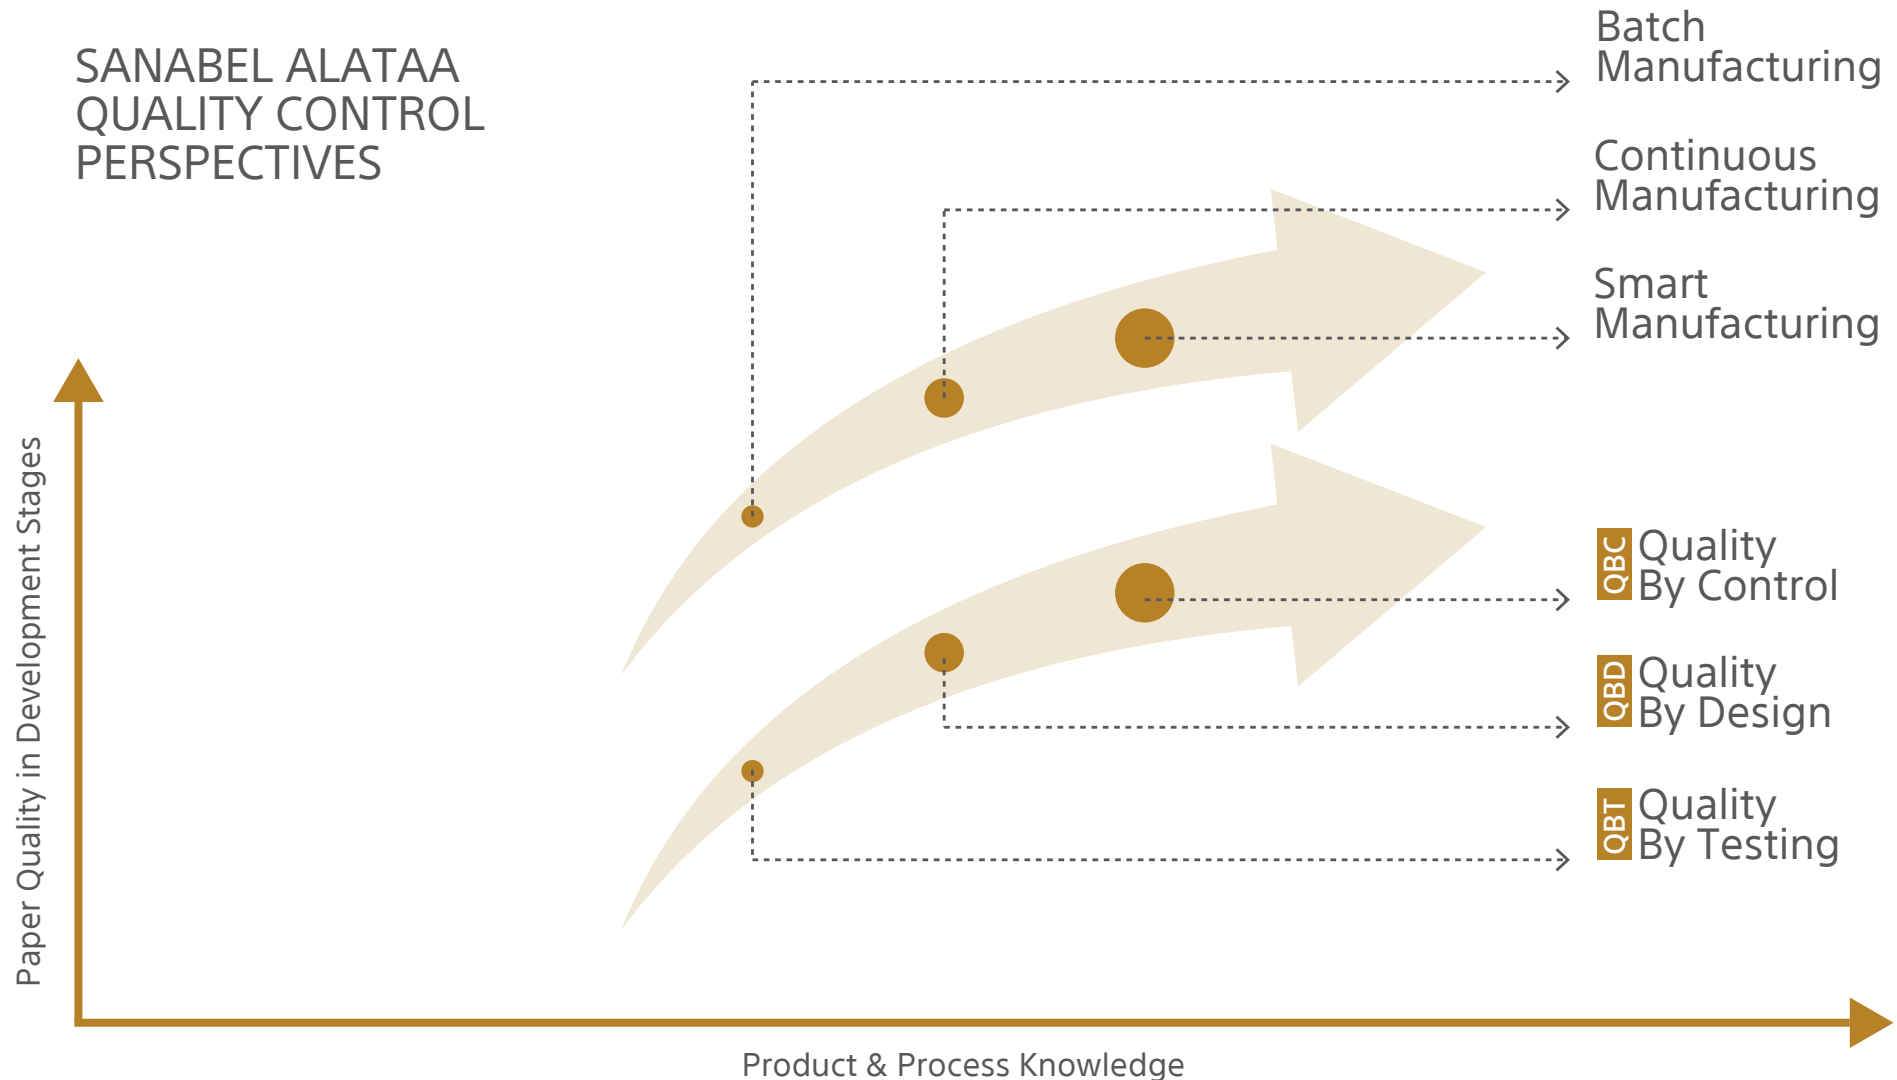 SANABEL ALATAA
QUALITY CONTROL
PERSPECTIVES
Batch
Manufacturing
Continuous
Manufacturing
Smart
Manufacturing
QBC
Quality
By Control
QBD
Quality
By Design
QBT
Quality
By Testing
Paper Quality in Development Stages
Product & Process Knowledge